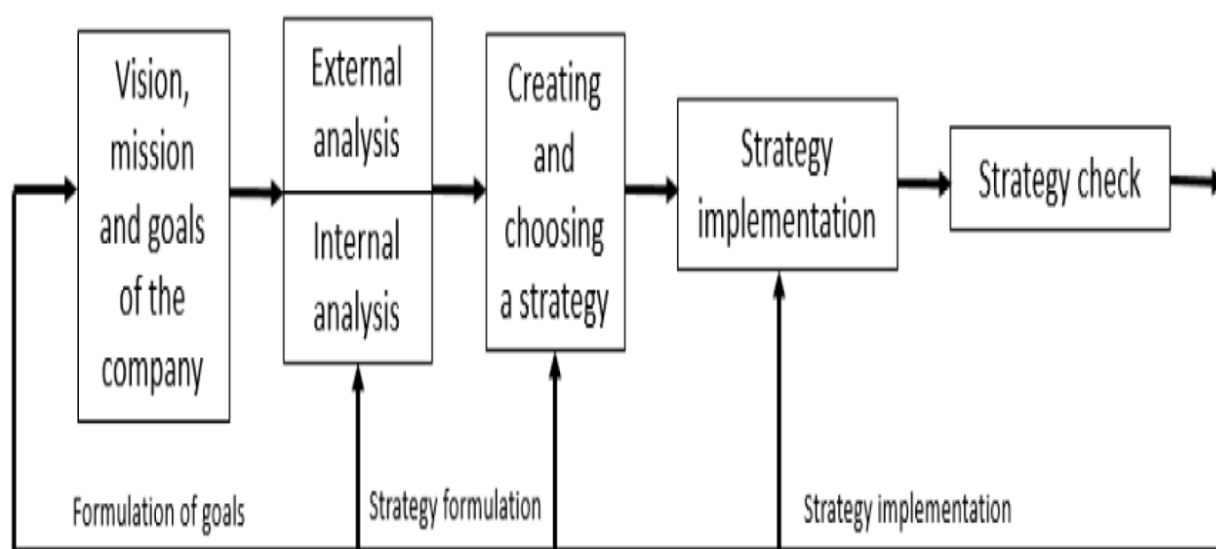 Vision,
mission
and goals
of the
company
External
analysis
Internal
analysis
Creating
and
choosing
a strategy
Strategy
implementation
Strategy check
Formulation of goals
Strategy formulation
Strategy implementation